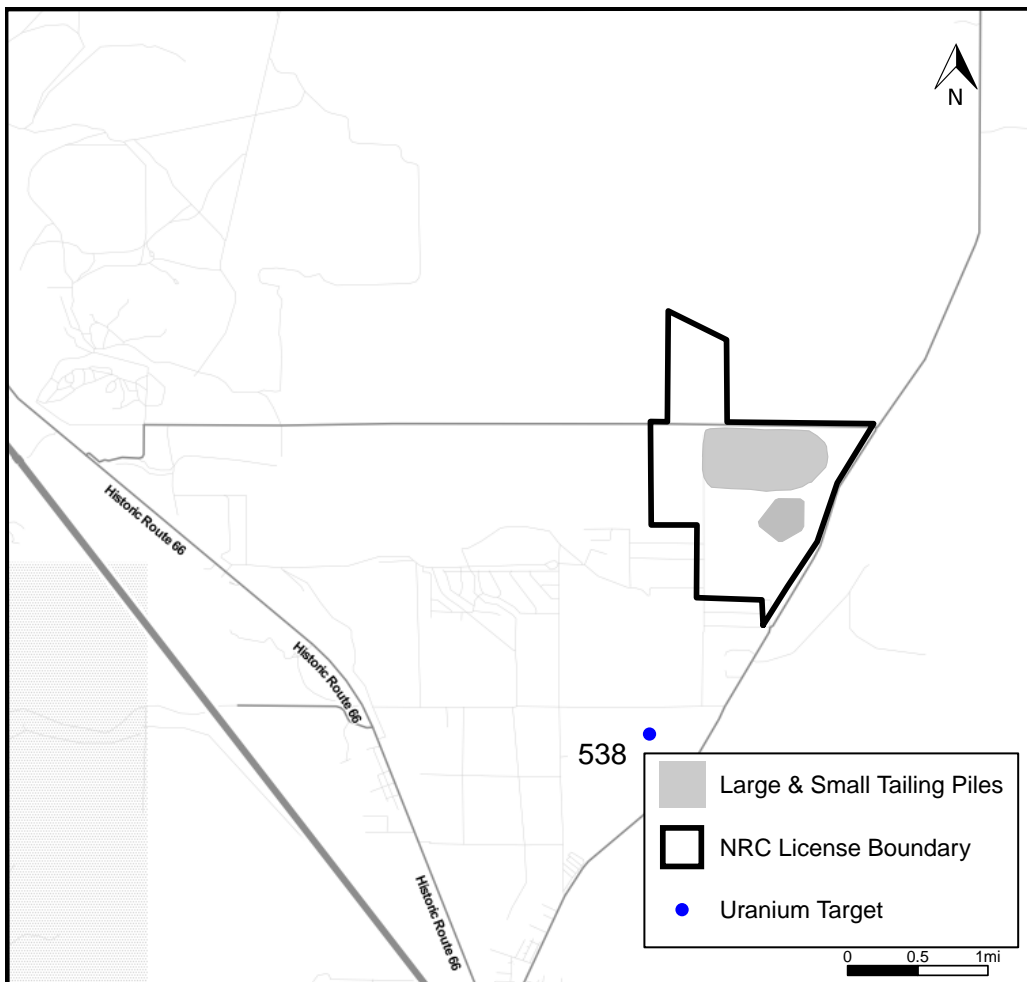 N
Historic Route 66
Historic Route 66
538
Large & Small Tailing Piles
NRC License Boundary
Uranium Target
Historic Route 66
0 0.5 1mi